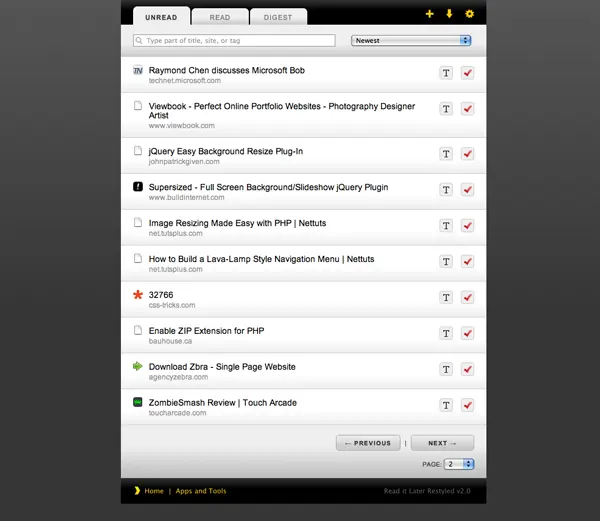 UNREAD READ DIGEST
Type part of title, site, or tag Newest
Raymond Chen discusses Microsoft Bob
technet.microsoft.com
T
Viewbook - Perfect Online Portfolio Websites - Photography Designer
Artist
www.viewbook.com
T
jQuery Easy Background Resize Plug-In
johnpatrickgiven.com
T
Supersized - Full Screen Background/Slideshow jQuery Plugin
www.buildinternet.com
T
Image Resizing Made Easy with PHP | Nettuts
net.tutsplus.com
T
How to Build a Lava-Lamp Style Navigation Menu | Nettuts
net.tutsplus.com
T
32766
css-tricks.com
T
Enable ZIP Extension for PHP
bauhouse.ca
T
Download Zbra - Single Page Website
agencyzebra.com
T
ZombieSmash Review | Touch Arcade
toucharcade.com
T
← PREVIOUS | NEXT →
PAGE: 2
Home | Apps and Tools Read it Later Restyled v2.0